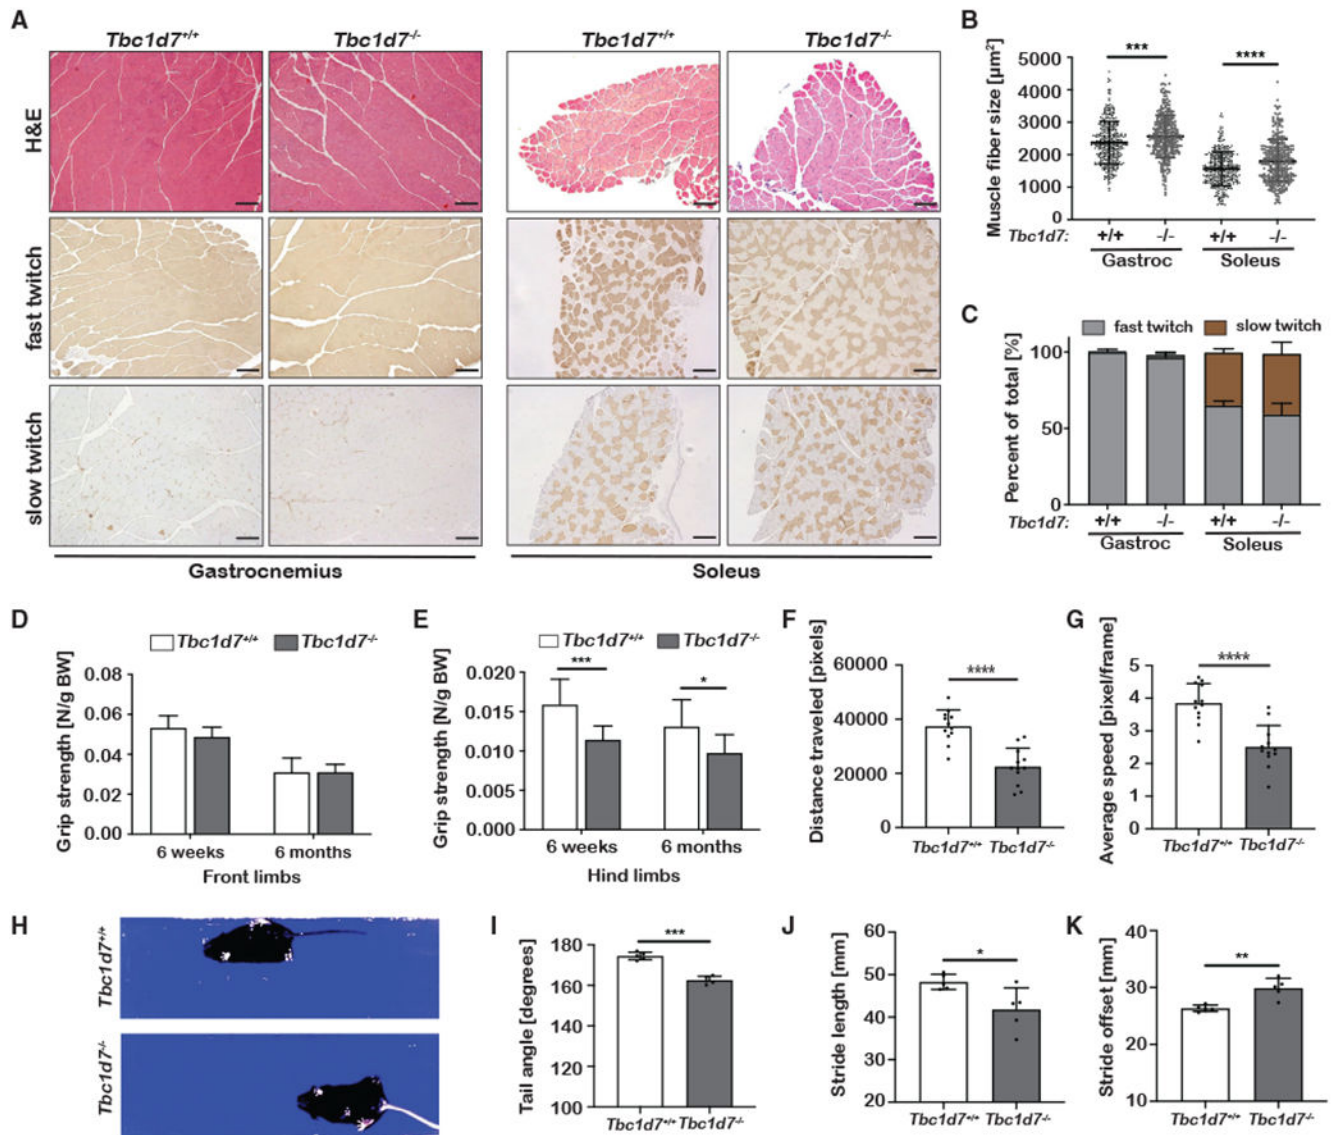 A
Tbc1d7+/+
Tbc1d7-/-
Tbc1d7+/+
Tbc1d7-/-
H&E
fast twitch
slow twitch
Gastrocnemius
Soleus
B
Muscle fiber size [µm²]
5000
4000
3000
2000
1000
0
***
****
Tbc1d7:
+/+
-/-
+/+
-/-
Gastroc
Soleus
C
fast twitch
slow twitch
Percent of total [%]
100
50
0
Tbc1d7:
+/+
-/-
+/+
-/-
Gastroc
Soleus
D
Tbc1d7+/+
Tbc1d7-/-
Grip strength [N/g BW]
0.08
0.06
0.04
0.02
0.00
6 weeks
6 months
Front limbs
E
Tbc1d7+/+
Tbc1d7-/-
Grip strength [N/g BW]
0.020
0.015
0.010
0.005
0.000
***
*
6 weeks
6 months
Hind limbs
F
Distance traveled [pixels]
60000
40000
20000
0
****
Tbc1d7+/+
Tbc1d7-/-
G
Average speed [pixel/frame]
5
4
3
2
1
0
****
Tbc1d7+/+
Tbc1d7-/-
H
Tbc1d7+/+
Tbc1d7-/-
I
Tail angle [degrees]
180
160
140
120
100
***
Tbc1d7+/+
Tbc1d7-/-
J
Stride length [mm]
60
50
40
30
20
*
Tbc1d7+/+
Tbc1d7-/-
K
Stride offset [mm]
40
30
20
10
**
Tbc1d7+/+
Tbc1d7-/-